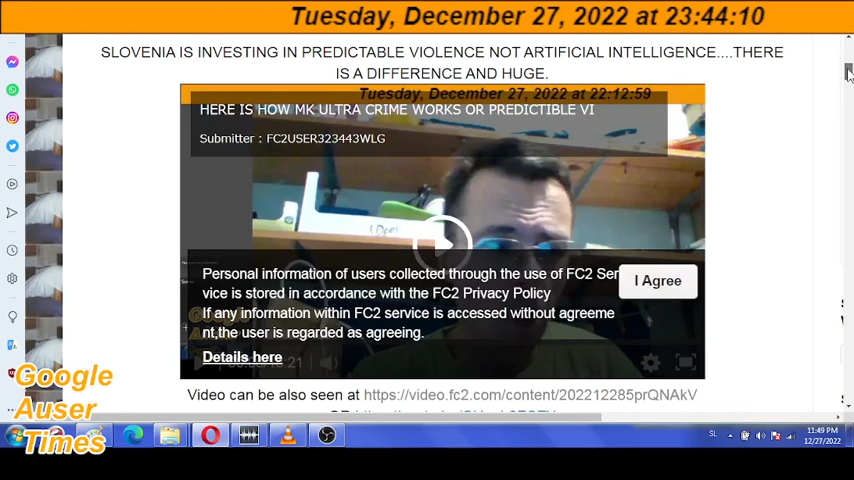 Tuesday, December 27, 2022 at 23:44:10
SLOVENIA IS INVESTING IN PREDICTABLE VIOLENCE NOT ARTIFICIAL INTELLIGENCE....THERE
IS A DIFFERENCE AND HUGE.
Tuesday, December 27, 2022 at 22:12:59
HERE IS HOW MK ULTRA CRIME WORKS OR PREDICTIBLE VI
Submitter : FC2USER323443WLG
Personal information of users collected through the use of FC2 Ser
vice is stored in accordance with the FC2 Privacy Policy
I Agree
If any information within FC2 service is accessed without agreeme
nt,the user is regarded as agreeing.
Details here
Video can be also seen at https://video.fc2.com/content/202212285prQNAkV
Google
Auser
Times
SL
11:49 PM
12/27/2022